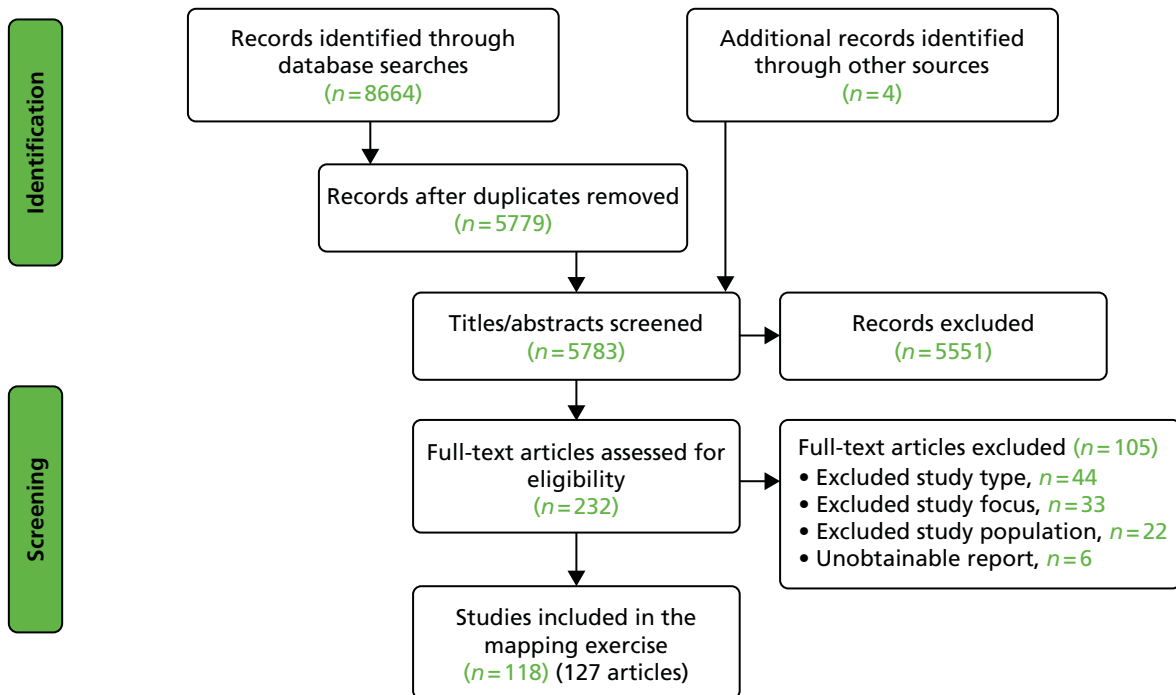 Identification
Records identified through
database searches
(n=8664)
Additional records identified
through other sources
(n=4)
Records after duplicates removed
(n=5779)
Titles/abstracts screened
(n=5783)
Records excluded
(n=5551)
Screening
Full-text articles assessed for
eligibility
(n=232)
Full-text articles excluded (n=105)
• Excluded study type, n=44
• Excluded study focus, n=33
• Excluded study population, n=22
• Unobtainable report, n=6
Studies included in the
mapping exercise
(n=118) (127 articles)